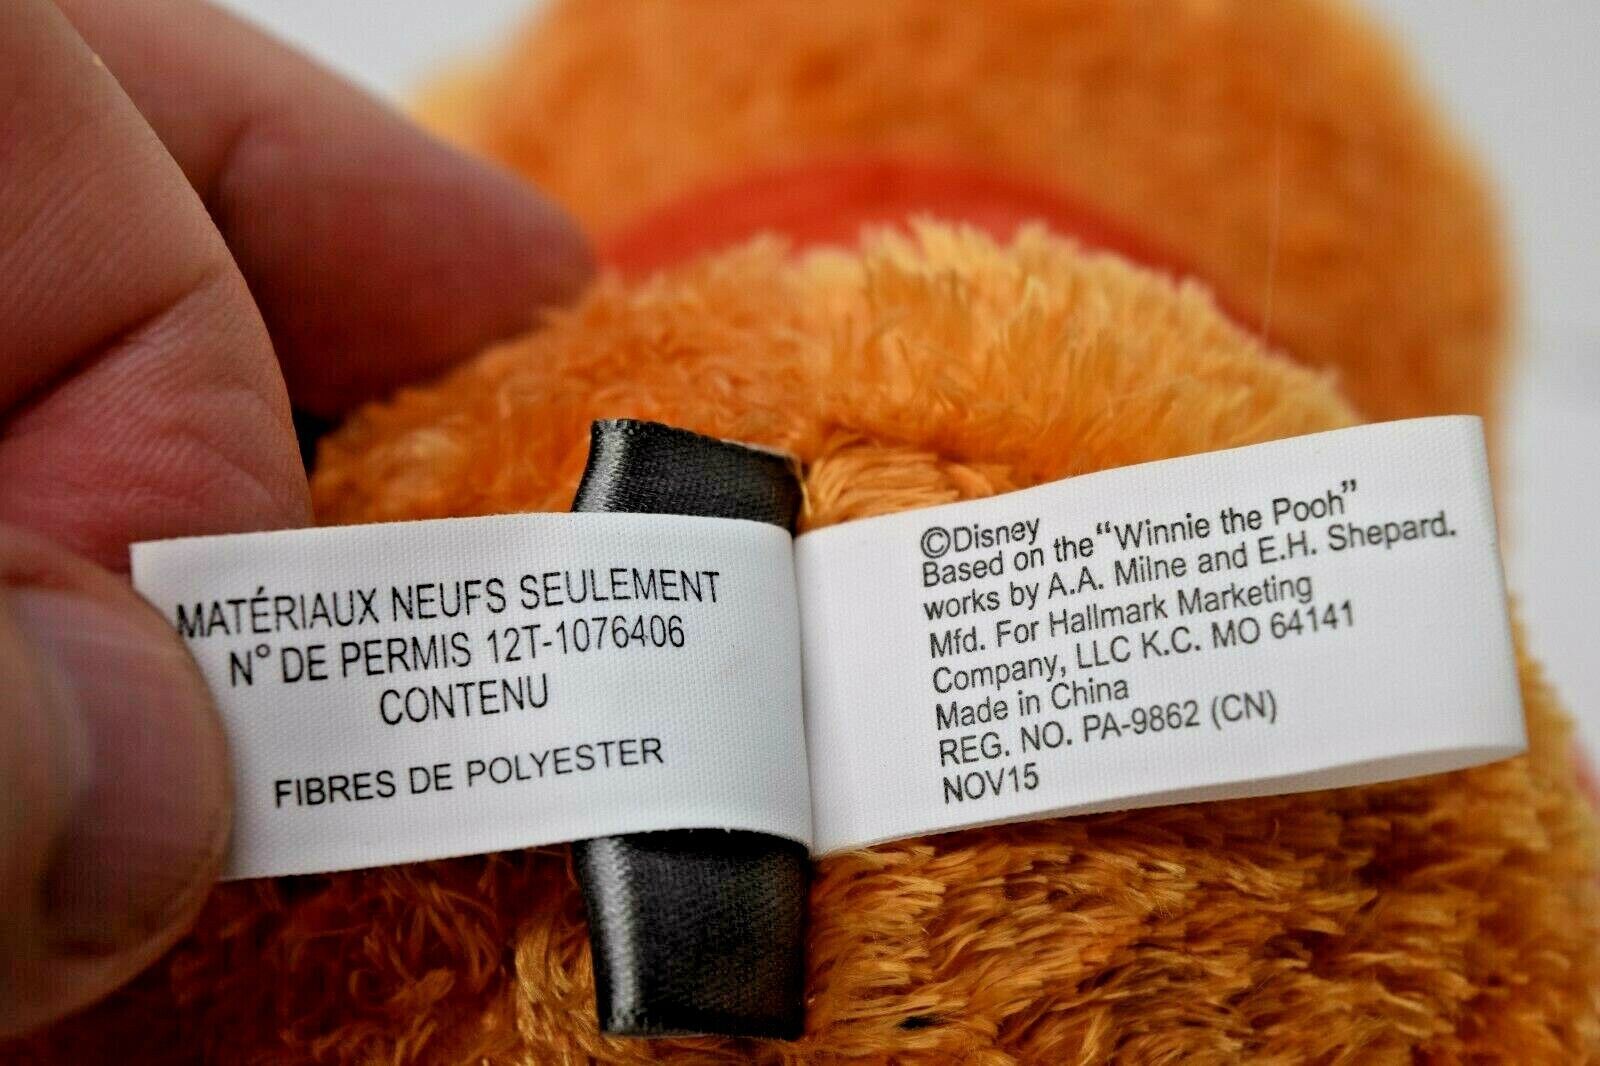 MATÉRIAUX NEUFS SEULEMENT
N° DE PERMIS 12T-1076406
CONTENU
FIBRES DE POLYESTER
©Disney
Based on the "Winnie the Pooh"
works by A.A. Milne and E.H. Shepard.
Mfd. For Hallmark Marketing
Company, LLC K.C. MO 64141
Made in China
REG. NO. PA-9862 (CN)
NOV15